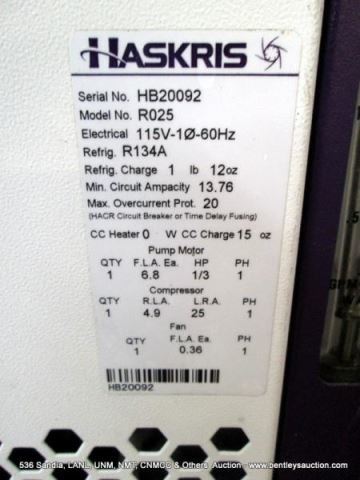 HASKRIS
Serial No. HB20092
Model No. R025
Electrical 115V-1Ø-60Hz
Refrig. R134A
Refrig. Charge 1 lb 12oz
Min. Circuit Ampacity 13.76
Max. Overcurrent Prot. 20
(HACR Circuit Breaker or Time Delay Fusing)
CC Heater 0 W CC Charge 15 oz
Pump Motor
QTY F.L.A. Ea. HP PH
1 6.8 1/3 1
Compressor
QTY R.L.A. L.R.A. PH
1 4.9 25 1
Fan
QTY F.L.A. Ea. PH
1 0.36 1
HB20092
.5
GPM
536 Sandia, LANL, UNM, NMT, CNMCC & Others Auction - www.bentleysauction.com